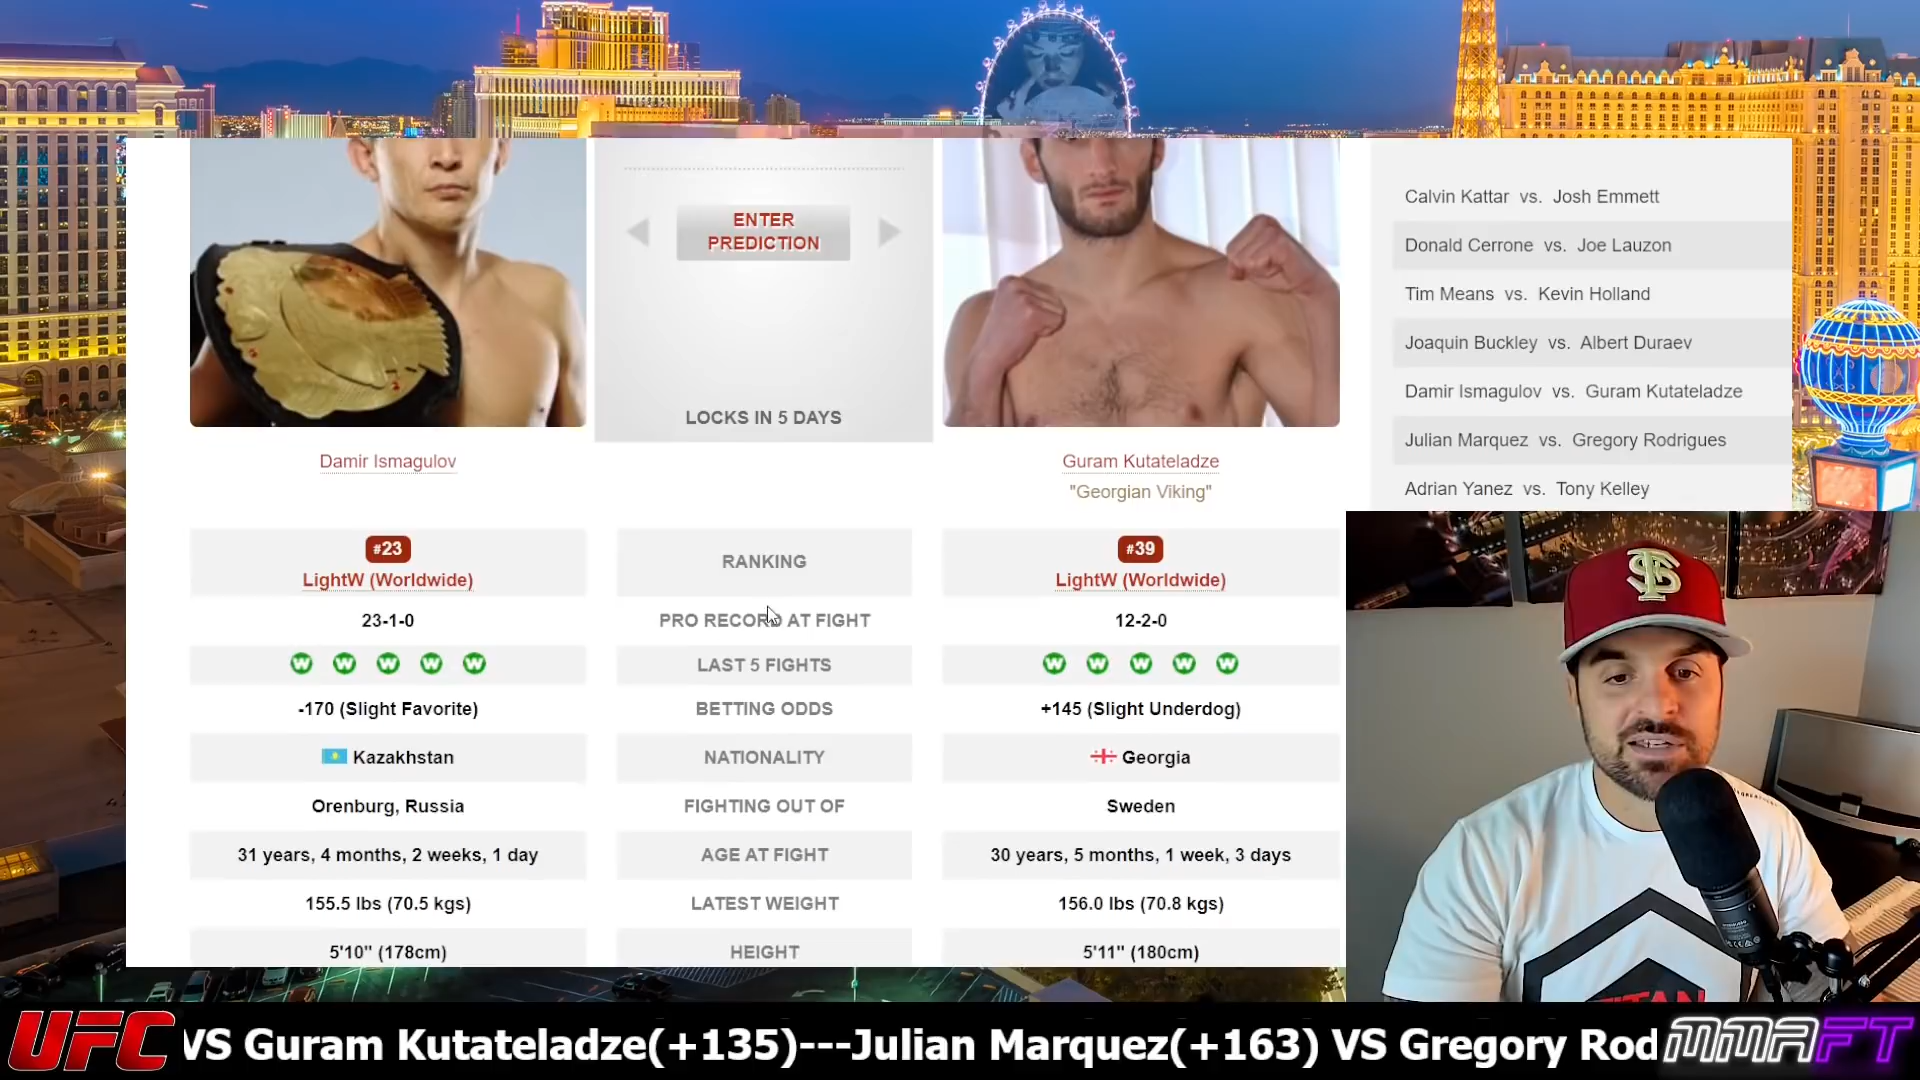 ENTER
PREDICTION
LOCKS IN 5 DAYS
Damir Ismagulov
Guram Kutateladze
"Georgian Viking"
#23
LightW (Worldwide)
RANKING
#39
LightW (Worldwide)
23-1-0
PRO RECORD AT FIGHT
12-2-0
W W W W W
LAST 5 FIGHTS
W W W W W
-170 (Slight Favorite)
BETTING ODDS
+145 (Slight Underdog)
Kazakhstan
NATIONALITY
Georgia
Orenburg, Russia
FIGHTING OUT OF
Sweden
31 years, 4 months, 2 weeks, 1 day
AGE AT FIGHT
30 years, 5 months, 1 week, 3 days
155.5 lbs (70.5 kgs)
LATEST WEIGHT
156.0 lbs (70.8 kgs)
5'10" (178cm)
HEIGHT
5'11" (180cm)
Calvin Kattar vs. Josh Emmett
Donald Cerrone vs. Joe Lauzon
Tim Means vs. Kevin Holland
Joaquin Buckley vs. Albert Duraev
Damir Ismagulov vs. Guram Kutateladze
Julian Marquez vs. Gregory Rodrigues
Adrian Yanez vs. Tony Kelley
TITAN
UFC
VS Guram Kutateladze(+135)---Julian Marquez(+163) VS Gregory Rod
MMAFT